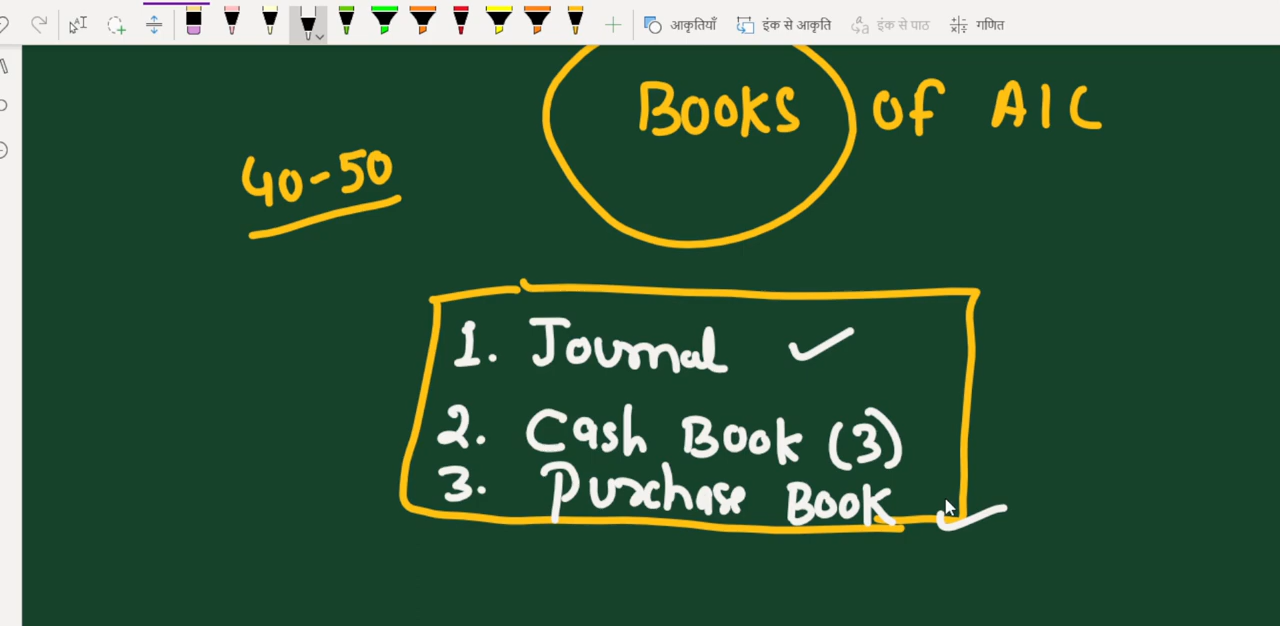 आकृतियाँ इंक से आकृति इंक से पाठ गणित
Books of A/C
40-50
1. Journal
2. Cash Book (3)
3. Purchase Book